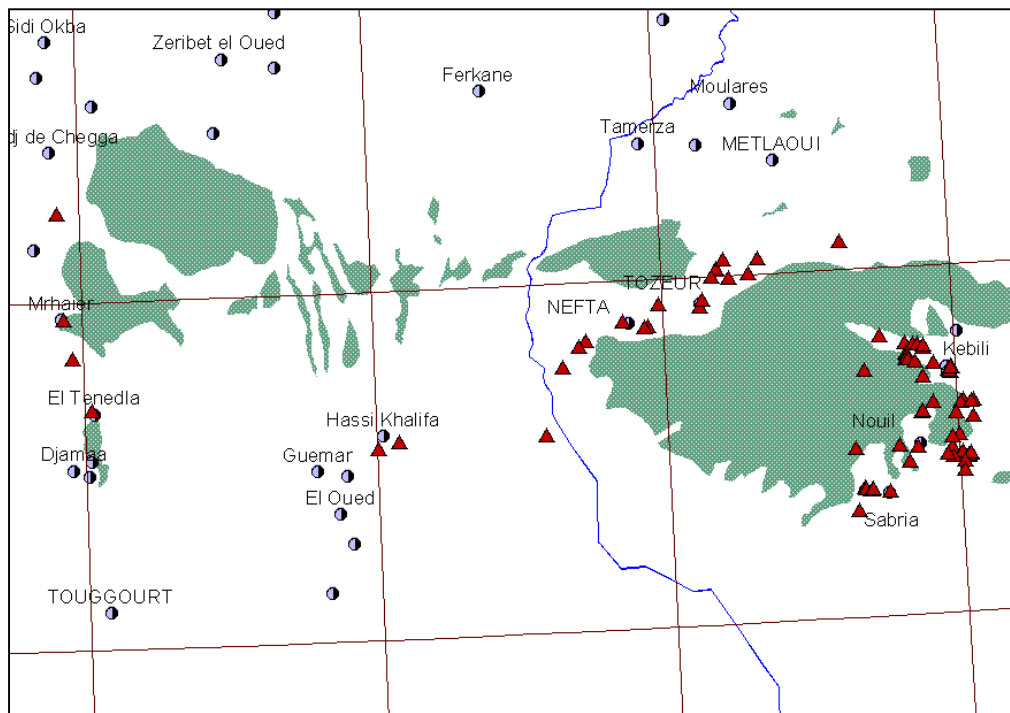 Sidi Okba
Zeribet el Oued
Ferkane
Moulares
Tamerza
dj de Chegga
METLAOUI
TOZEUR
Mrhaier
NEFTA
Kebili
El Tenedla
Hassi Khalifa
Nouil
Djamaa
Guemar
El Oued
Sabria
TOUGGOURT